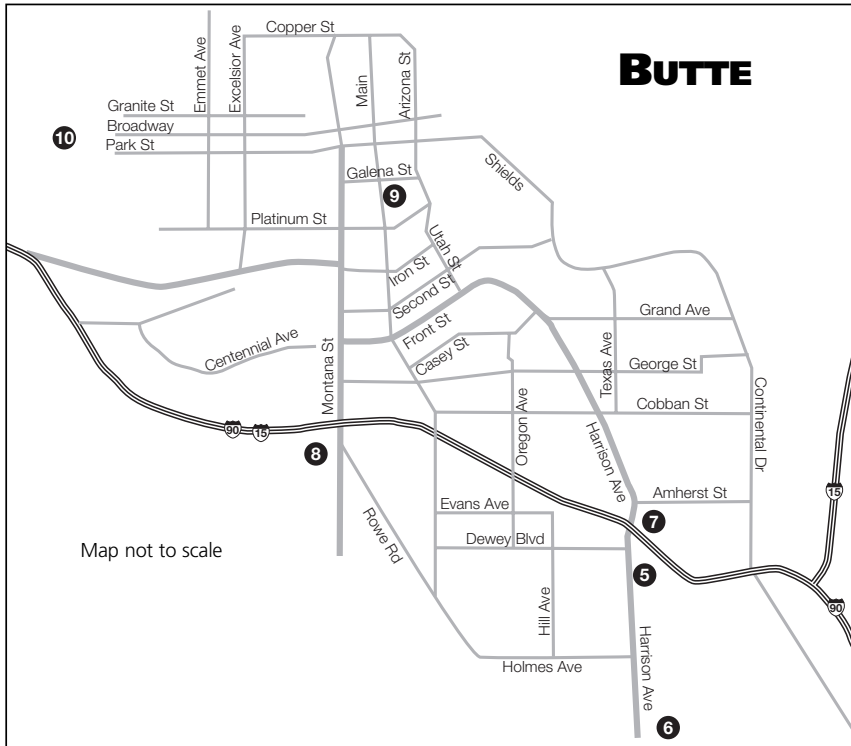 BUTTE
Copper St
Emmet Ave
Excelsior Ave
Main
Arizona St
Granite St
Broadway
10
Park St
Shields
Galena St
9
Platinum St
Utah St
Iron St
Second St
Front St
Grand Ave
Centennial Ave
Casey St
Texas Ave
George St
Montana St
Continental Dr
Oregon Ave
Cobban St
90
15
8
Harrison Ave
15
Amherst St
Evans Ave
7
Rowe Rd
Dewey Blvd
Map not to scale
5
90
Hill Ave
Harrison Ave
Holmes Ave
6